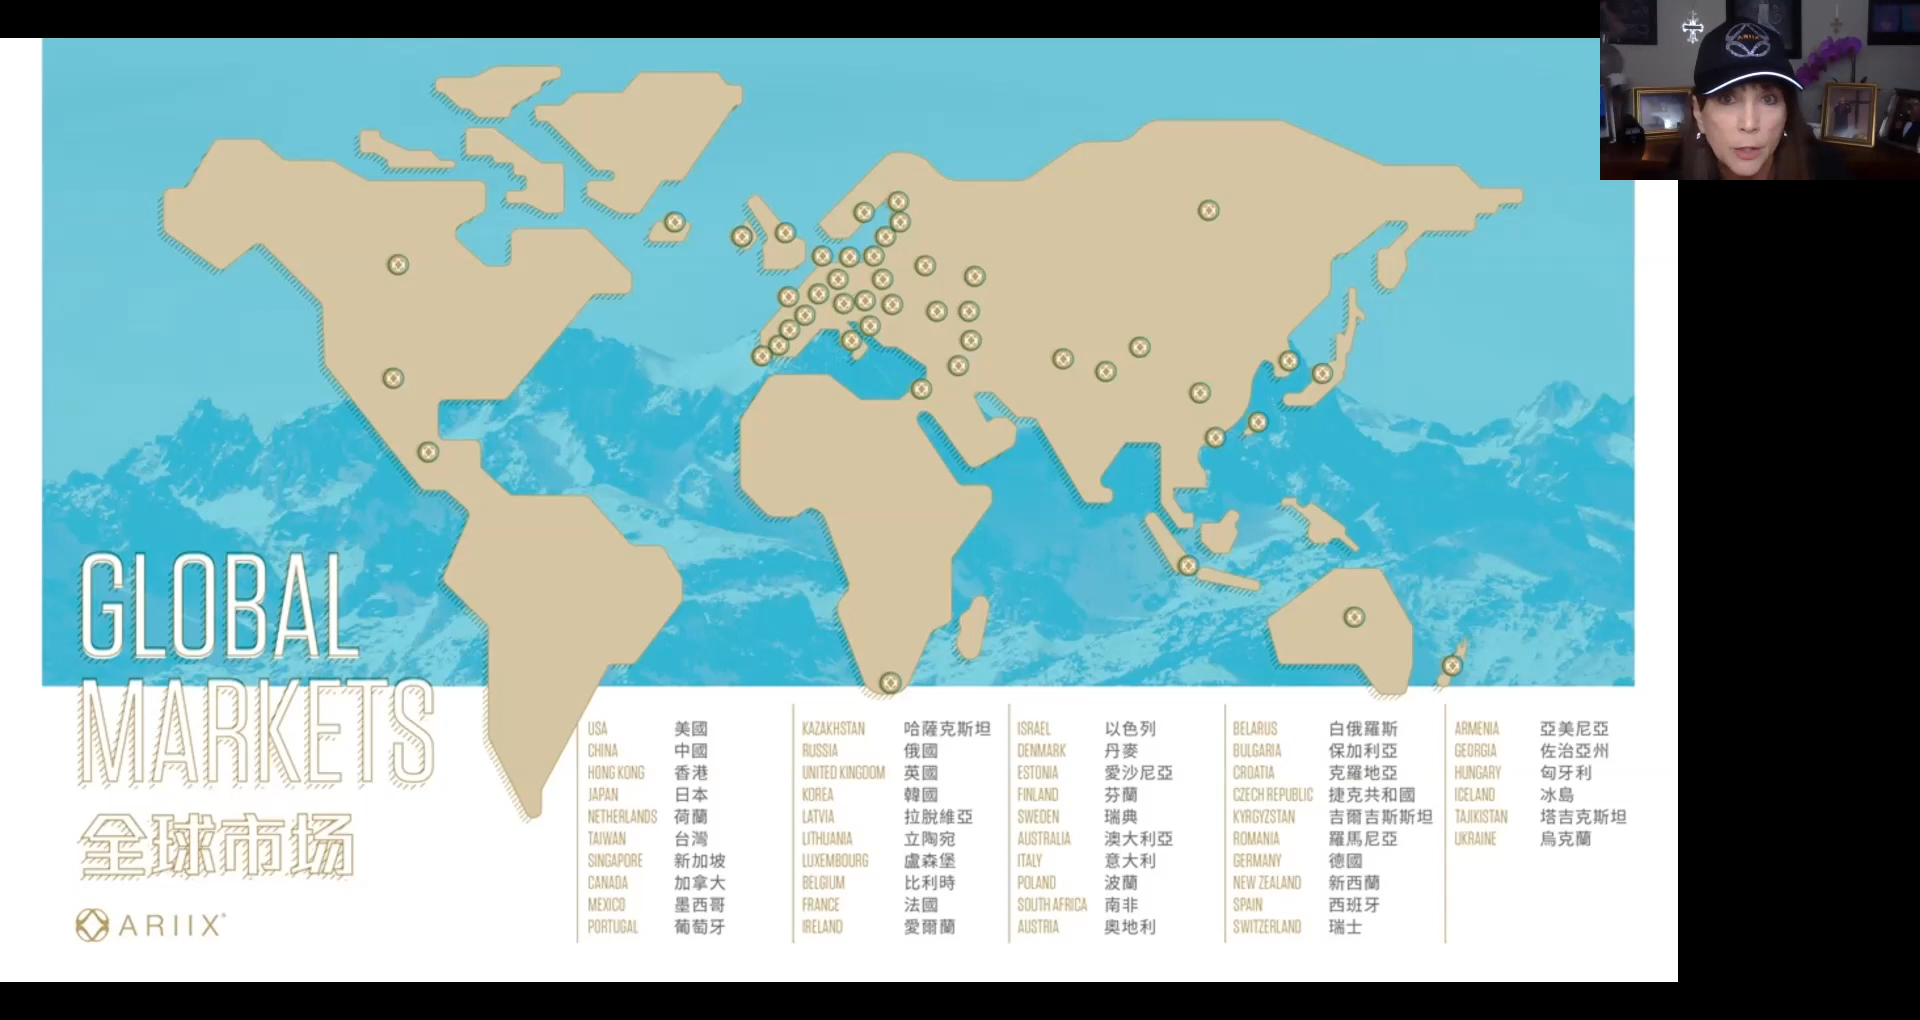 ARIIX
GLOBAL
MARKETS
全球市场
ARIIX®
USA 美國
CHINA 中國
HONG KONG 香港
JAPAN 日本
NETHERLANDS 荷蘭
TAIWAN 台灣
SINGAPORE 新加坡
CANADA 加拿大
MEXICO 墨西哥
PORTUGAL 葡萄牙
KAZAKHSTAN 哈薩克斯坦
RUSSIA 俄國
UNITED KINGDOM 英國
KOREA 韓國
LATVIA 拉脫維亞
LITHUANIA 立陶宛
LUXEMBOURG 盧森堡
BELGIUM 比利時
FRANCE 法國
IRELAND 愛爾蘭
ISRAEL 以色列
DENMARK 丹麥
ESTONIA 愛沙尼亞
FINLAND 芬蘭
SWEDEN 瑞典
AUSTRALIA 澳大利亞
ITALY 意大利
POLAND 波蘭
SOUTH AFRICA 南非
AUSTRIA 奧地利
BELARUS 白俄羅斯
BULGARIA 保加利亞
CROATIA 克羅地亞
CZECH REPUBLIC 捷克共和國
KYRGYZSTAN 吉爾吉斯斯坦
ROMANIA 羅馬尼亞
GERMANY 德國
NEW ZEALAND 新西蘭
SPAIN 西班牙
SWITZERLAND 瑞士
ARMENIA 亞美尼亞
GEORGIA 佐治亞州
HUNGARY 匈牙利
ICELAND 冰島
TAJIKISTAN 塔吉克斯坦
UKRAINE 烏克蘭